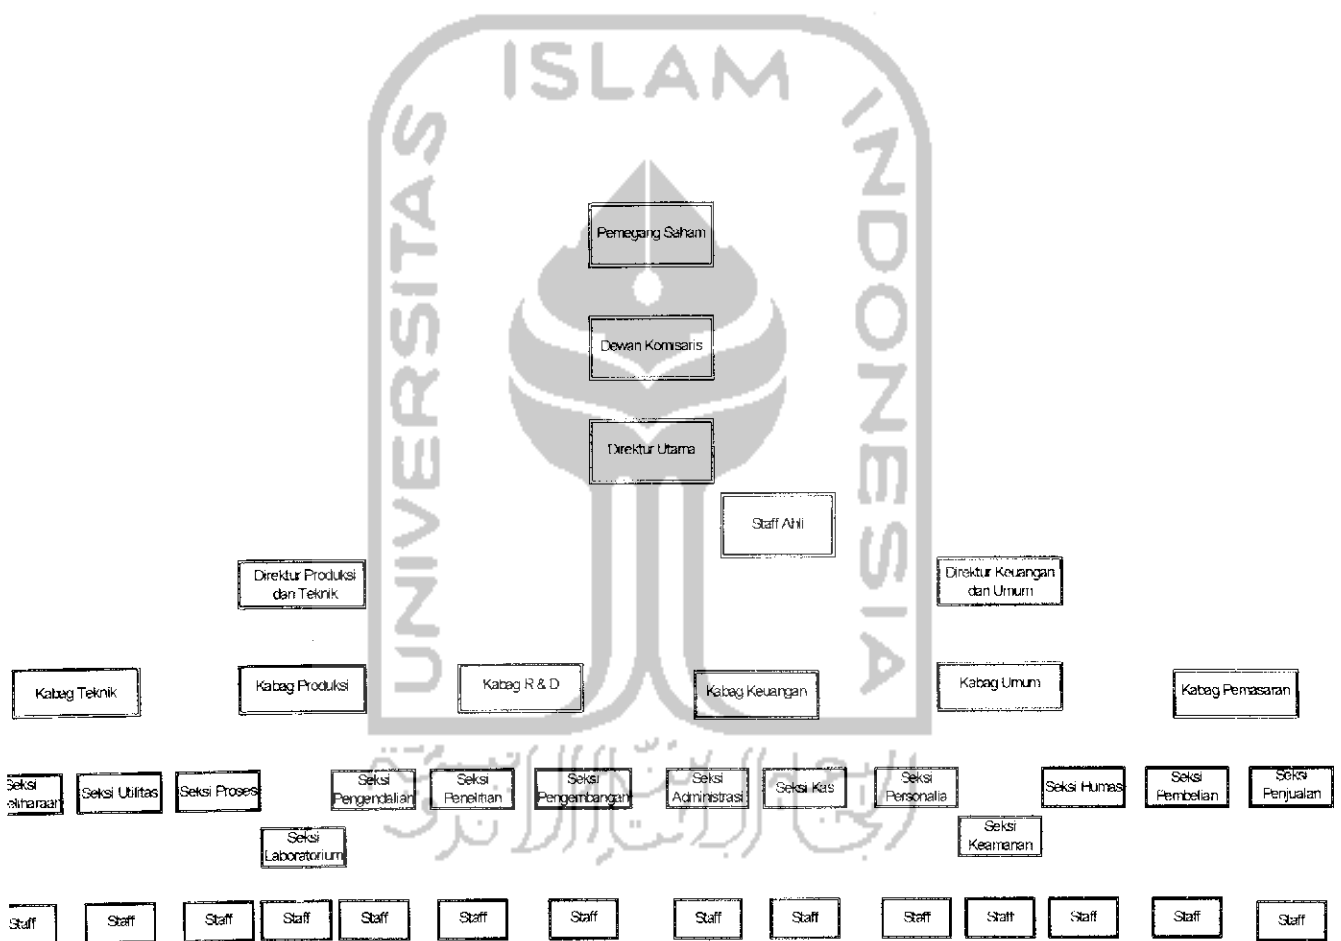 UNIVERSITAS
ISLAM
INDONESIA
Pemegang Saham
Dewan Komisaris
Direktur Utama
Staff Ahli
Direktur Produksi
dan Teknik
Direktur Keuangan
dan Umum
Kabag Teknik
Kabag Produksi
Kabag R & D
Kabag Keuangan
Kabag Umum
Kabag Pemasaran
Seksi
eliharaan
Seksi Utilitas
Seksi Proses
Seksi
Pengendalian
Seksi
Penelitian
Seksi
Pengembangan
Seksi
Administrasi
Seksi Kas
Seksi
Personalia
Seksi Humas
Seksi
Pembelian
Seksi
Penjualan
Seksi
Laboratorium
Seksi
Keamanan
Staff
Staff
Staff
Staff
Staff
Staff
Staff
Staff
Staff
Staff
Staff
Staff
Staff
Staff